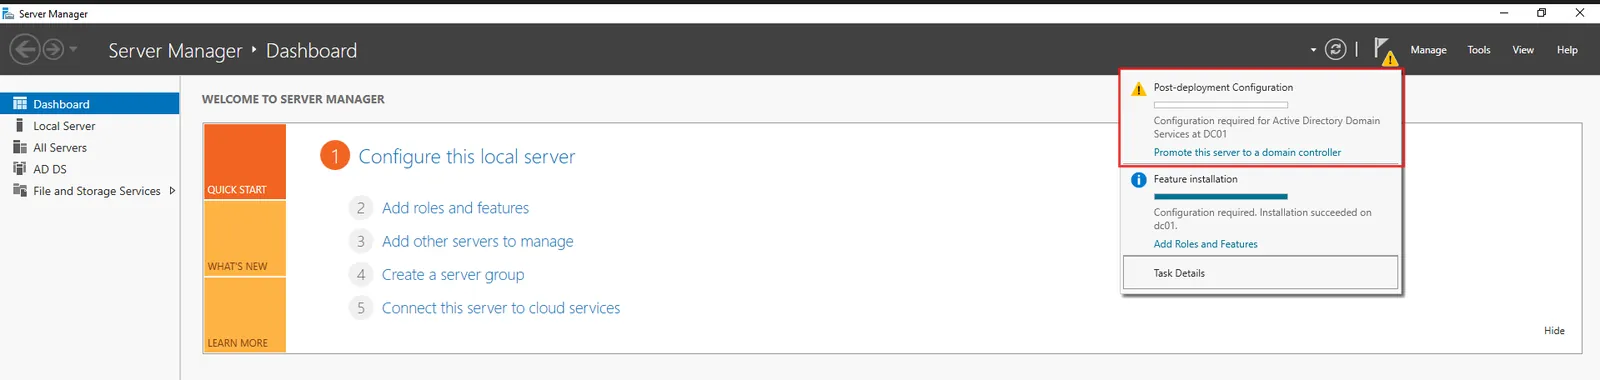 Server Manager
Server Manager • Dashboard
Manage Tools View Help
Dashboard
Local Server
All Servers
AD DS
File and Storage Services
WELCOME TO SERVER MANAGER
QUICK START
WHAT'S NEW
LEARN MORE
1 Configure this local server
2 Add roles and features
3 Add other servers to manage
4 Create a server group
5 Connect this server to cloud services
Hide
Post-deployment Configuration
Configuration required for Active Directory Domain
Services at DC01
Promote this server to a domain controller
Feature installation
Configuration required. Installation succeeded on
dc01.
Add Roles and Features
Task Details